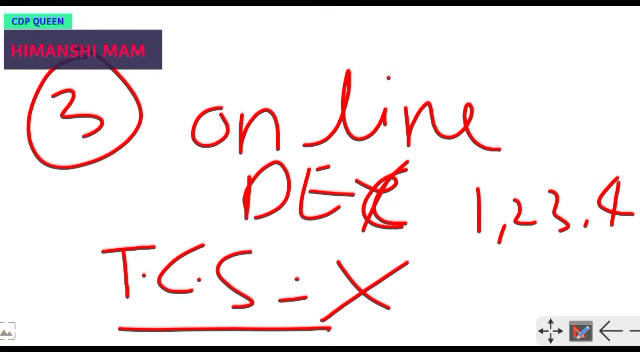 CDP QUEEN
HIMANSHI MAM
3 online
DEC 1,2 3.4
T.C.S = X